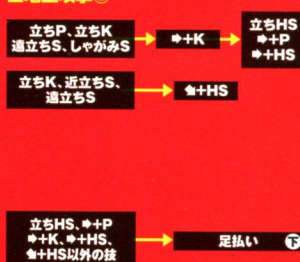 立ちP、立ちK
遠立ちS、しゃがみS
➡+K
立ちHS
➡+P
➡+HS
立ちK、近立ちS、
遠立ちS
⬊+HS
立ちHS、➡+P
➡+K、➡+HS、
⬊+HS以外の技
足払い 下